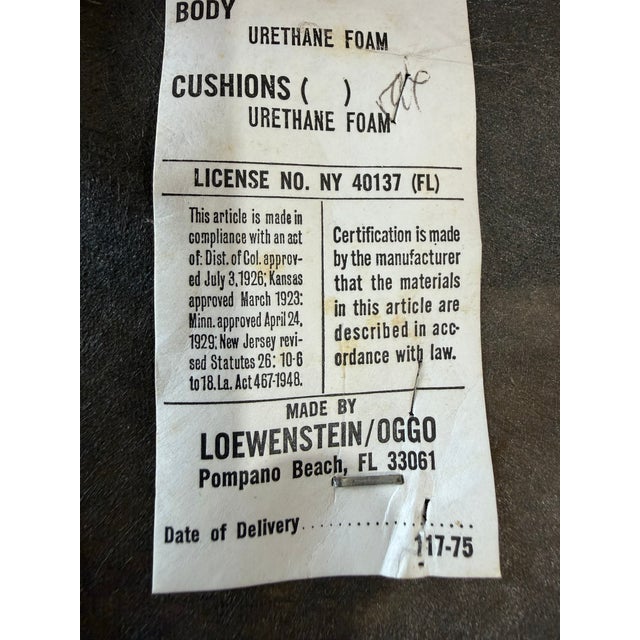 BODY
URETHANE FOAM
CUSHIONS ( )
URETHANE FOAM
LICENSE NO. NY 40137 (FL)
This article is made in
compliance with an act
of: Dist. of Col. approv-
ed July 3,1926; Kansas
approved March 1923:
Minn. approved April 24,
1929; New Jersey revi-
sed Statutes 26: 10-6
to 18. La. Act 467-1948.
Certification is made
by the manufacturer
that the materials
in this article are
described in acc-
ordance with law.
MADE BY
LOEWENSTEIN/OGGO
Pompano Beach, FL 33061
Date of Delivery..........................
117-75